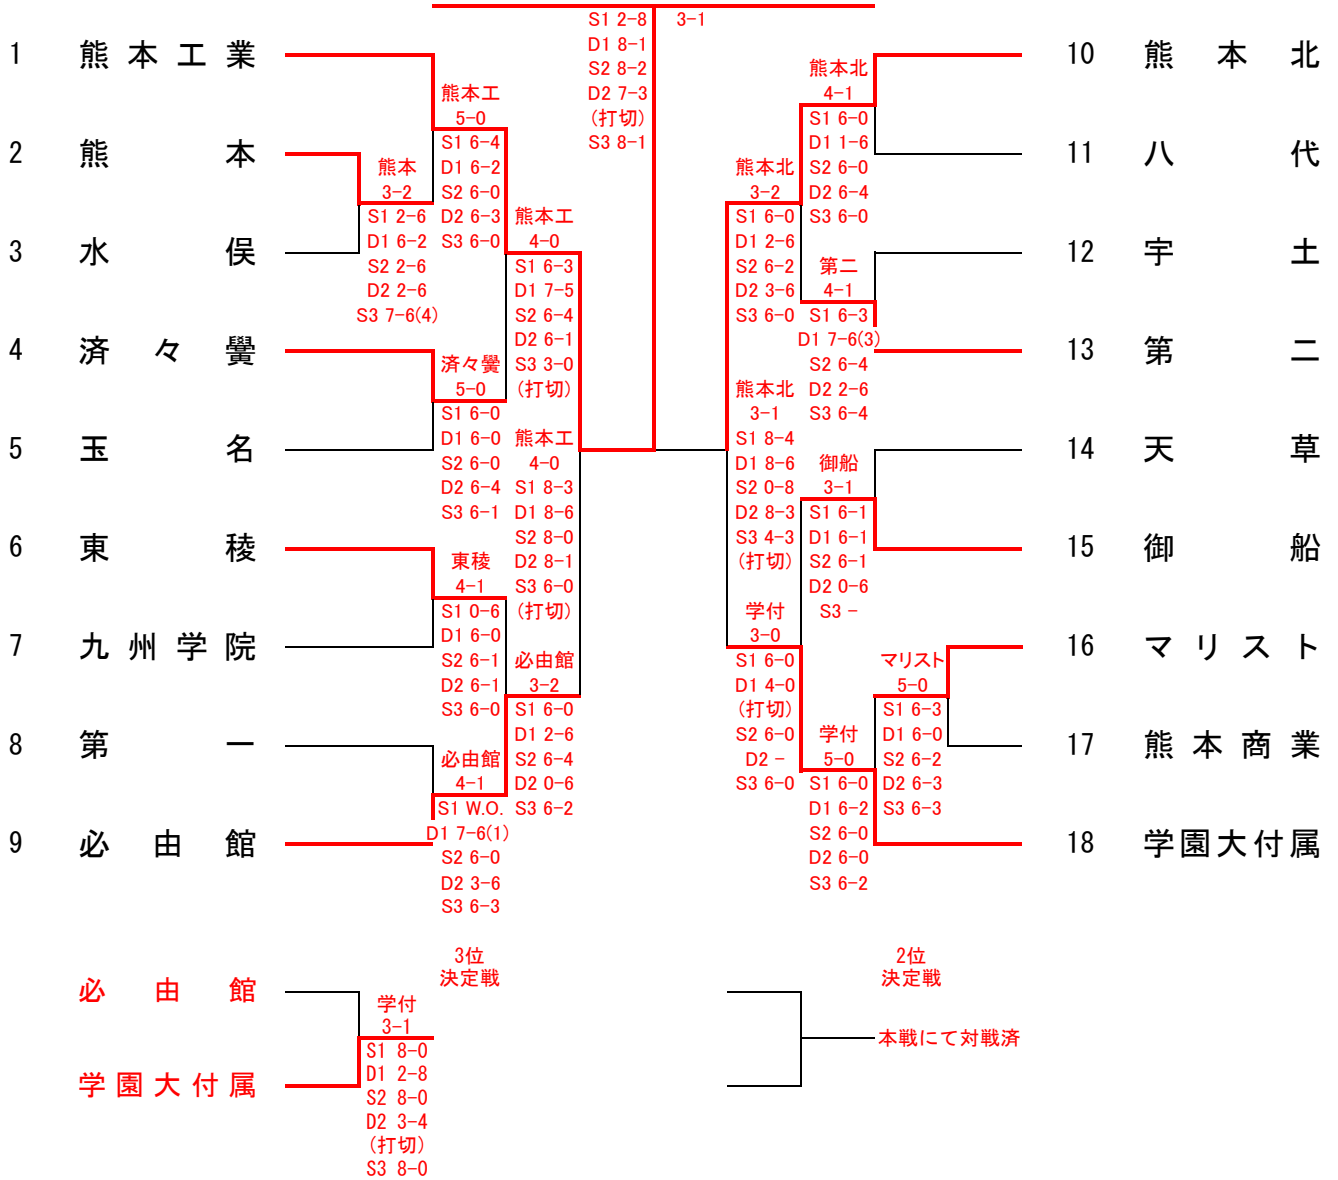 1 熊本工業
2 熊本
3 水俣
4 済々黌
5 玉名
6 東稜
7 九州学院
8 第一
9 必由館
熊本
3-2
S1 2-6
D1 6-2
S2 2-6
D2 2-6
S3 7-6(4)
熊本工
5-0
S1 6-4
D1 6-2
S2 6-0
D2 6-3
S3 6-0
済々黌
5-0
S1 6-0
D1 6-0
S2 6-0
D2 6-4
S3 6-1
東稜
4-1
S1 0-6
D1 6-0
S2 6-1
D2 6-1
S3 6-0
必由館
4-1
S1 W.O.
D1 7-6(1)
S2 6-0
D2 3-6
S3 6-3
熊本工
4-0
S1 6-3
D1 7-5
S2 6-4
D2 6-1
S3 3-0
(打切)
熊本工
4-0
S1 8-3
D1 8-6
S2 8-0
D2 8-1
S3 6-0
(打切)
必由館
3-2
S1 6-0
D1 2-6
S2 6-4
D2 0-6
S3 6-2
S1 2-8 3-1
D1 8-1
S2 8-2
D2 7-3
(打切)
S3 8-1
熊本北
3-2
S1 6-0
D1 2-6
S2 6-2
D2 3-6
S3 6-0
熊本北
3-1
S1 8-4
D1 8-6
S2 0-8
D2 8-3
S3 4-3
(打切)
学付
3-0
S1 6-0
D1 4-0
(打切)
S2 6-0
D2 -
S3 6-0
熊本北
4-1
S1 6-0
D1 1-6
S2 6-0
D2 6-4
S3 6-0
第二
4-1
S1 6-3
D1 7-6(3)
S2 6-4
D2 2-6
S3 6-4
御船
3-1
S1 6-1
D1 6-1
S2 6-1
D2 0-6
S3 -
学付
5-0
S1 6-0
D1 6-2
S2 6-0
D2 6-0
S3 6-2
マリスト
5-0
S1 6-3
D1 6-0
S2 6-2
D2 6-3
S3 6-3
10 熊本北
11 八代
12 宇土
13 第二
14 天草
15 御船
16 マリスト
17 熊本商業
18 学園大付属
3位
決定戦
必由館
学園大付属
学付
3-1
S1 8-0
D1 2-8
S2 8-0
D2 3-4
(打切)
S3 8-0
2位
決定戦
本戦にて対戦済